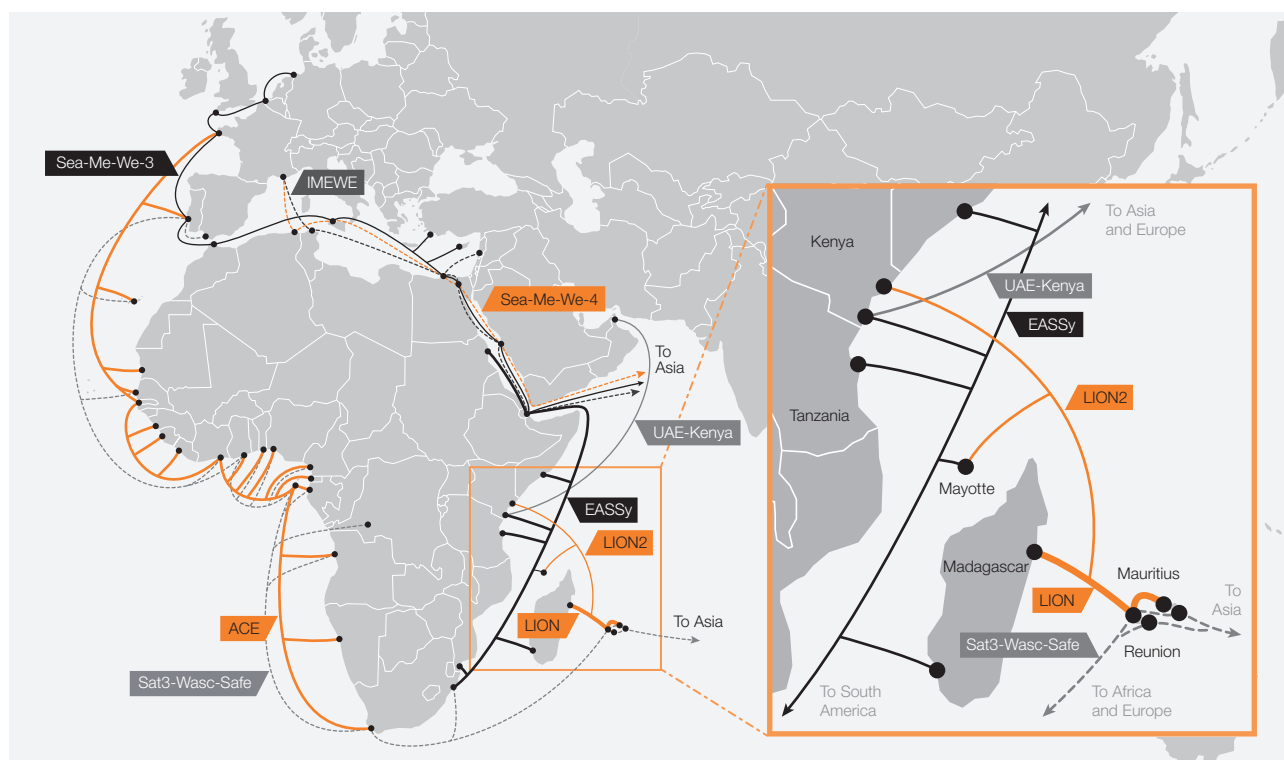 Sea-Me-We-3
IMEWE
Sea-Me-We-4
To
Asia
UAE-Kenya
EASSy
LION2
LION
To Asia
ACE
Sat3-Wasc-Safe
Kenya
To Asia
and Europe
UAE-Kenya
EASSy
LION2
Tanzania
Mayotte
Madagascar
Mauritius
LION
To
Asia
Sat3-Wasc-Safe
Reunion
To South
America
To Africa
and Europe